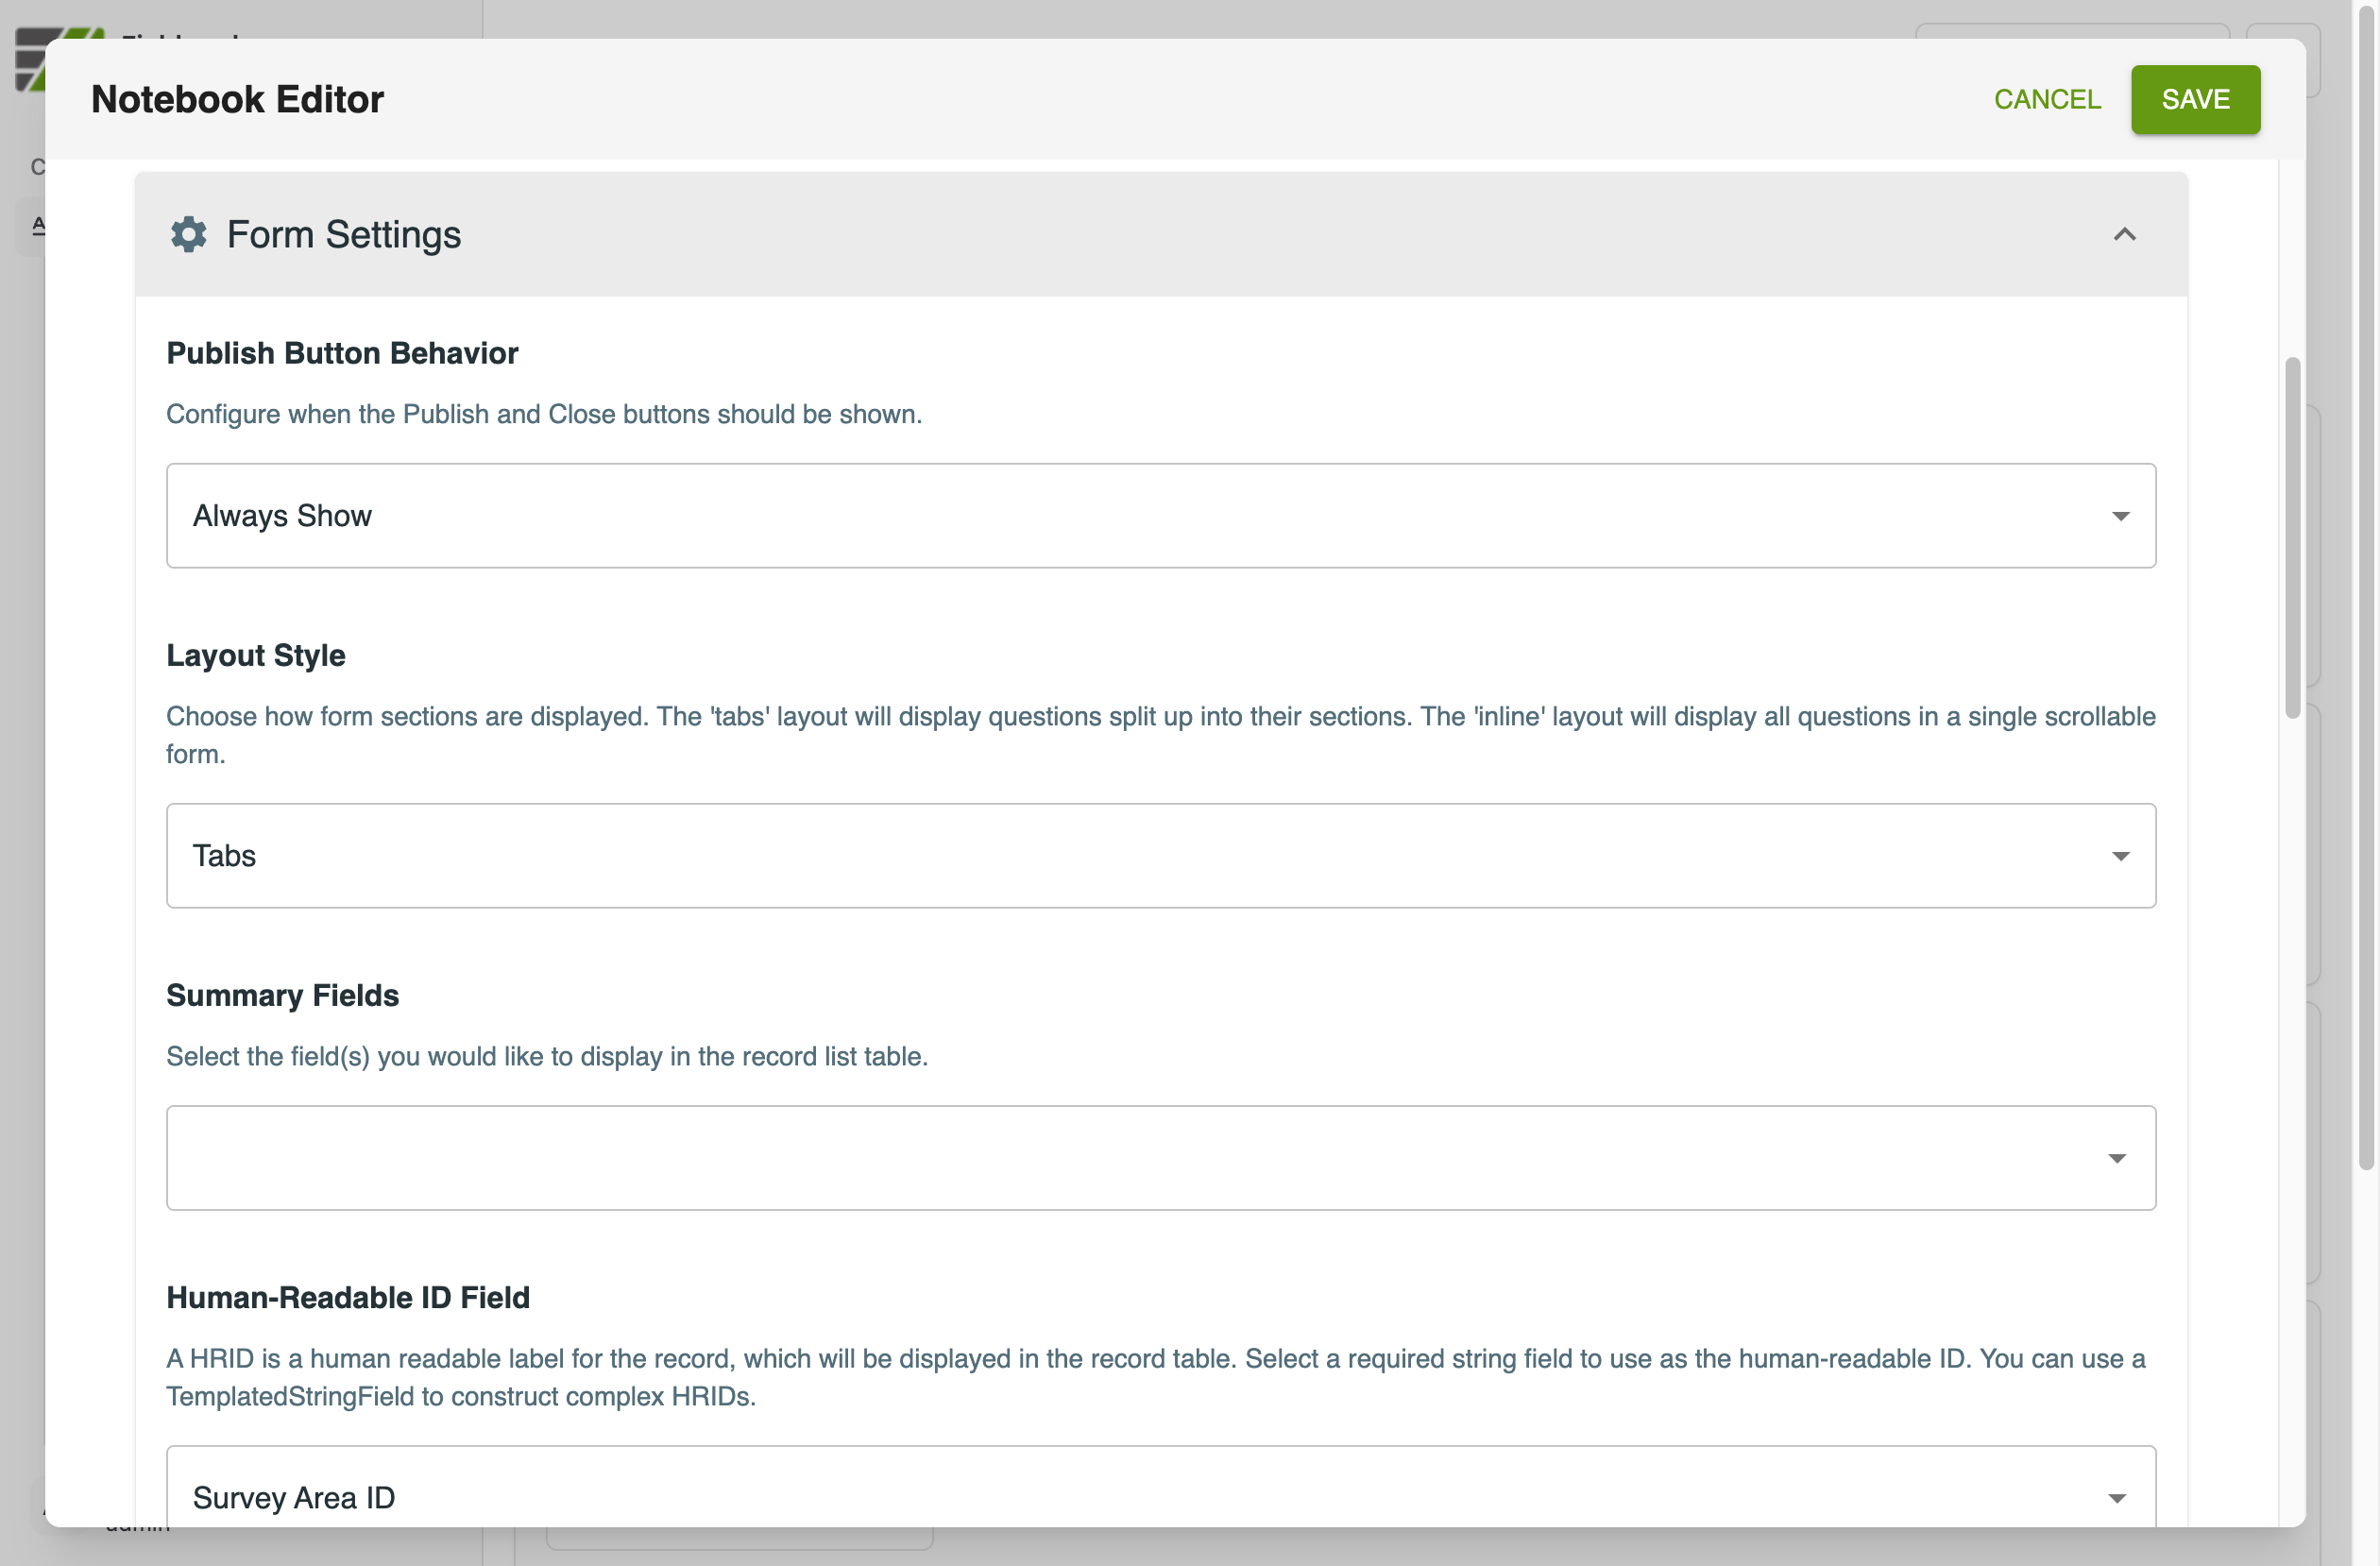 Notebook Editor
CANCEL
SAVE
Form Settings
Publish Button Behavior
Configure when the Publish and Close buttons should be shown.
Always Show
Layout Style
Choose how form sections are displayed. The 'tabs' layout will display questions split up into their sections. The 'inline' layout will display all questions in a single scrollable
form.
Tabs
Summary Fields
Select the field(s) you would like to display in the record list table.
Human-Readable ID Field
A HRID is a human readable label for the record, which will be displayed in the record table. Select a required string field to use as the human-readable ID. You can use a
TemplatedStringField to construct complex HRIDs.
Survey Area ID